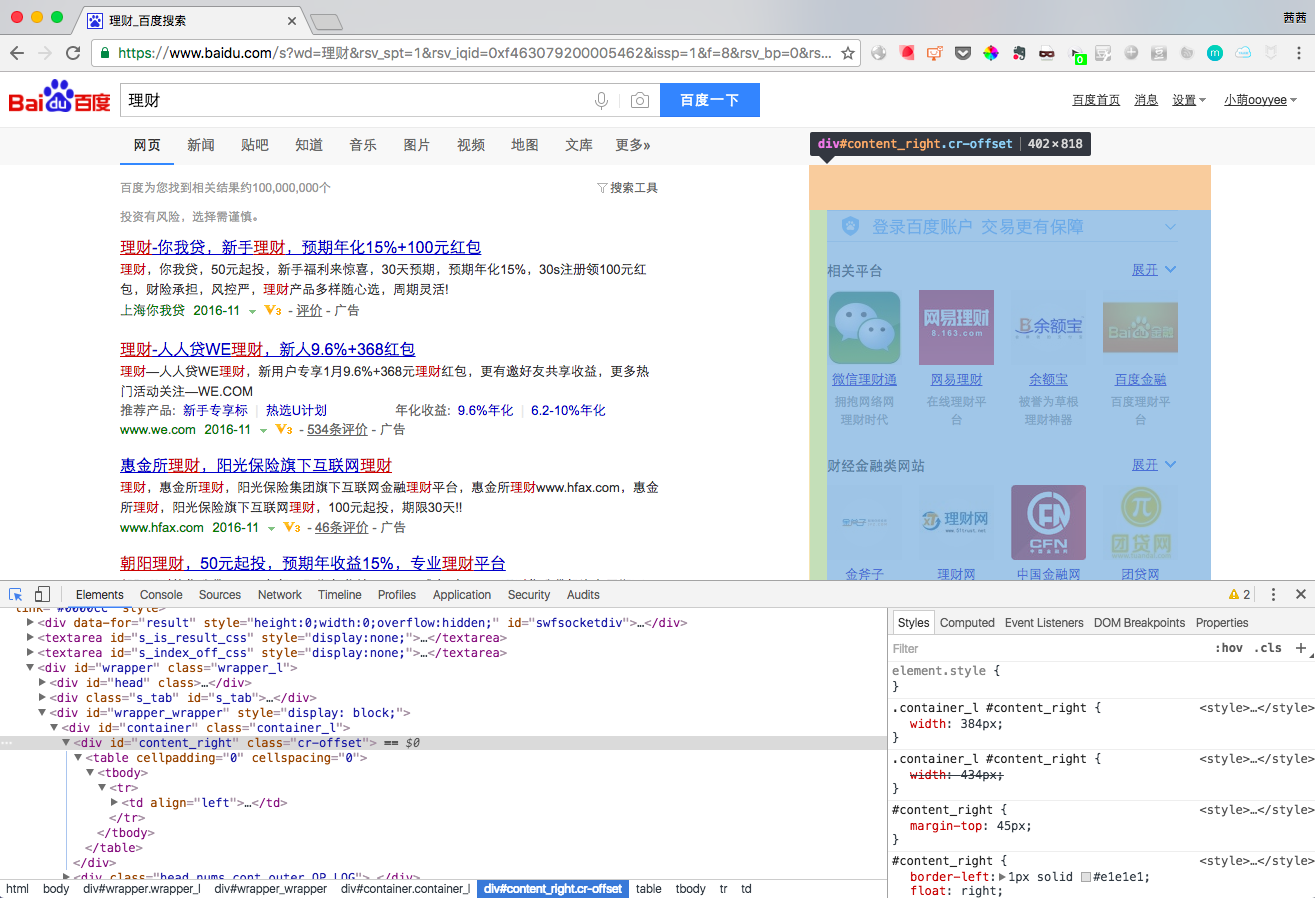 理财_百度搜索
茜茜
https://www.baidu.com/s?wd=理财&rsv_spt=1&rsv_iqid=0xf463079200005462&issp=1&f=8&rsv_bp=0&rs...
0
m
Bai du 百度
理财
百度一下
百度首页 消息 设置 小萌ooyyee
网页 新闻 贴吧 知道 音乐 图片 视频 地图 文库 更多»
div#content_right.cr-offset | 402×818
百度为您找到相关结果约100,000,000个
搜索工具
投资有风险，选择需谨慎。
理财-你我贷，新手理财，预期年化15%+100元红包
理财，你我贷，50元起投，新手福利来惊喜，30天预期，预期年化15%，30s注册领100元红
包，财险承担，风控严，理财产品多样随心选，周期灵活!
上海你我贷 2016-11 V3 - 评价 - 广告
理财-人人贷WE理财，新人9.6%+368红包
理财—人人贷WE理财，新用户专享1月9.6%+368元理财红包，更有邀好友共享收益，更多热
门活动关注—WE.COM
推荐产品: 新手专享标 | 热选U计划 年化收益: 9.6%年化 | 6.2-10%年化
www.we.com 2016-11 V3 - 534条评价 - 广告
惠金所理财，阳光保险旗下互联网理财
理财，惠金所理财，阳光保险集团旗下互联网金融理财平台，惠金所理财www.hfax.com，惠金
所理财，阳光保险旗下互联网理财，100元起投，期限30天!!
www.hfax.com 2016-11 V3 - 46条评价 - 广告
朝阳理财，50元起投，预期年收益15%，专业理财平台
登录百度账户 交易更有保障
相关平台 展开
网易理财
8.163.com
余额宝
Baidu金融
微信理财通 网易理财 余额宝 百度金融
拥抱网络网 在线理财平 被誉为草根 百度理财平
理财时代 台 理财神器 台
财经金融类网站 展开
理财网
CFN
中国金融网
团贷网
金斧子 理财网 中国金融网 团贷网
Elements Console Sources Network Timeline Profiles Application Security Audits
2
link="#0000cc" style>
<div data-for="result" style="height:0;width:0;overflow:hidden;" id="swfsocketdiv">…</div>
<textarea id="s_is_result_css" style="display:none;">…</textarea>
<textarea id="s_index_off_css" style="display:none;">…</textarea>
<div id="wrapper" class="wrapper_l">
<div id="head" class>…</div>
<div class="s_tab" id="s_tab">…</div>
<div id="wrapper_wrapper" style="display: block;">
<div id="container" class="container_l">
<div id="content_right" class="cr-offset"> == $0
<table cellpadding="0" cellspacing="0">
<tbody>
<tr>
<td align="left">…</td>
</tr>
</tbody>
</table>
</div>
<div class="head_nums_cont_outer OP_LOG">…</div>
html body div#wrapper.wrapper_l div#wrapper_wrapper div#container.container_l div#content_right.cr-offset table tbody tr td
Styles Computed Event Listeners DOM Breakpoints Properties
Filter :hov .cls +
element.style {
}
.container_l #content_right { <style>…</style>
width: 384px;
}
.container_l #content_right { <style>…</style>
width: 434px;
}
#content_right { <style>…</style>
margin-top: 45px;
}
#content_right { <style>…</style>
border-left: 1px solid #e1e1e1;
float: right;